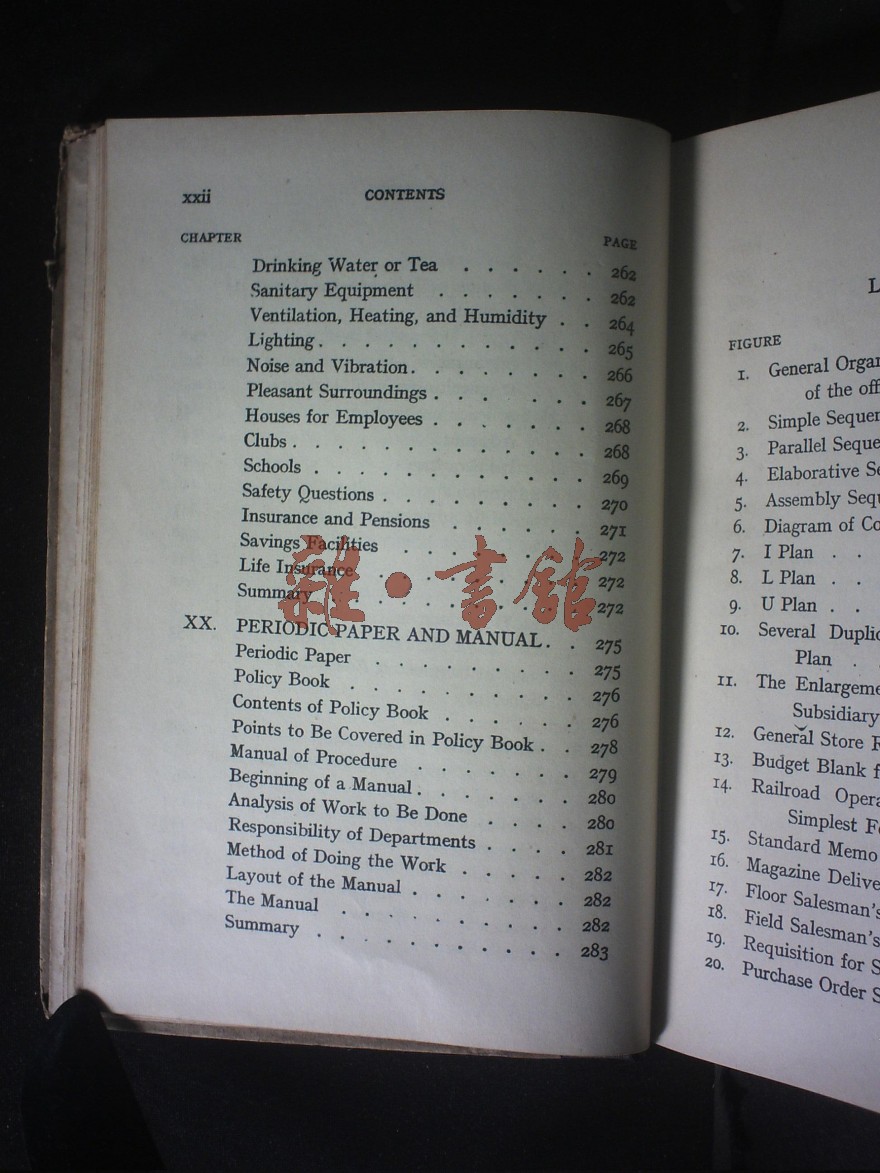 xxii CONTENTS
CHAPTER PAGE
Drinking Water or Tea . . . . . . 262
Sanitary Equipment . . . . . . . 262
Ventilation, Heating, and Humidity . . 264
Lighting . . . . . . . . . . . . 265
Noise and Vibration . . . . . . . . 266
Pleasant Surroundings . . . . . . 267
Houses for Employees . . . . . . . 268
Clubs . . . . . . . . . . . . . 268
Schools . . . . . . . . . . . . 269
Safety Questions . . . . . . . . . 270
Insurance and Pensions . . . . . . 271
Savings Facilities . . . . . . . . 272
Life Insurance . . . . . . . . . 272
Summary . . . . . . . . . . . 272
雜·書館
XX. PERIODIC PAPER AND MANUAL . . 275
Periodic Paper . . . . . . . . 275
Policy Book . . . . . . . . . 276
Contents of Policy Book . . . . . . 276
Points to Be Covered in Policy Book . . 278
Manual of Procedure . . . . . . . 279
Beginning of a Manual . . . . . . . 280
Analysis of Work to Be Done . . . . 280
Responsibility of Departments . . . . 281
Method of Doing the Work . . . . . 282
Layout of the Manual . . . . . . . 282
The Manual . . . . . . . . . 282
Summary . . . . . . . . . . 283
L
FIGURE
1. General Organ
of the off
2. Simple Sequen
3. Parallel Seque
4. Elaborative Se
5. Assembly Sequ
6. Diagram of Co
7. I Plan . .
8. L Plan . .
9. U Plan . .
10. Several Duplic
Plan .
11. The Enlargeme
Subsidiary
12. General Store R
13. Budget Blank f
14. Railroad Opera
Simplest Fo
15. Standard Memo
16. Magazine Delive
17. Floor Salesman's
18. Field Salesman's
19. Requisition for S
20. Purchase Order S